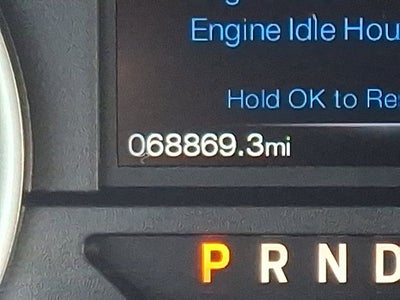 Engine Idle Hou
Hold OK to Re
068869.3mi
P R N D